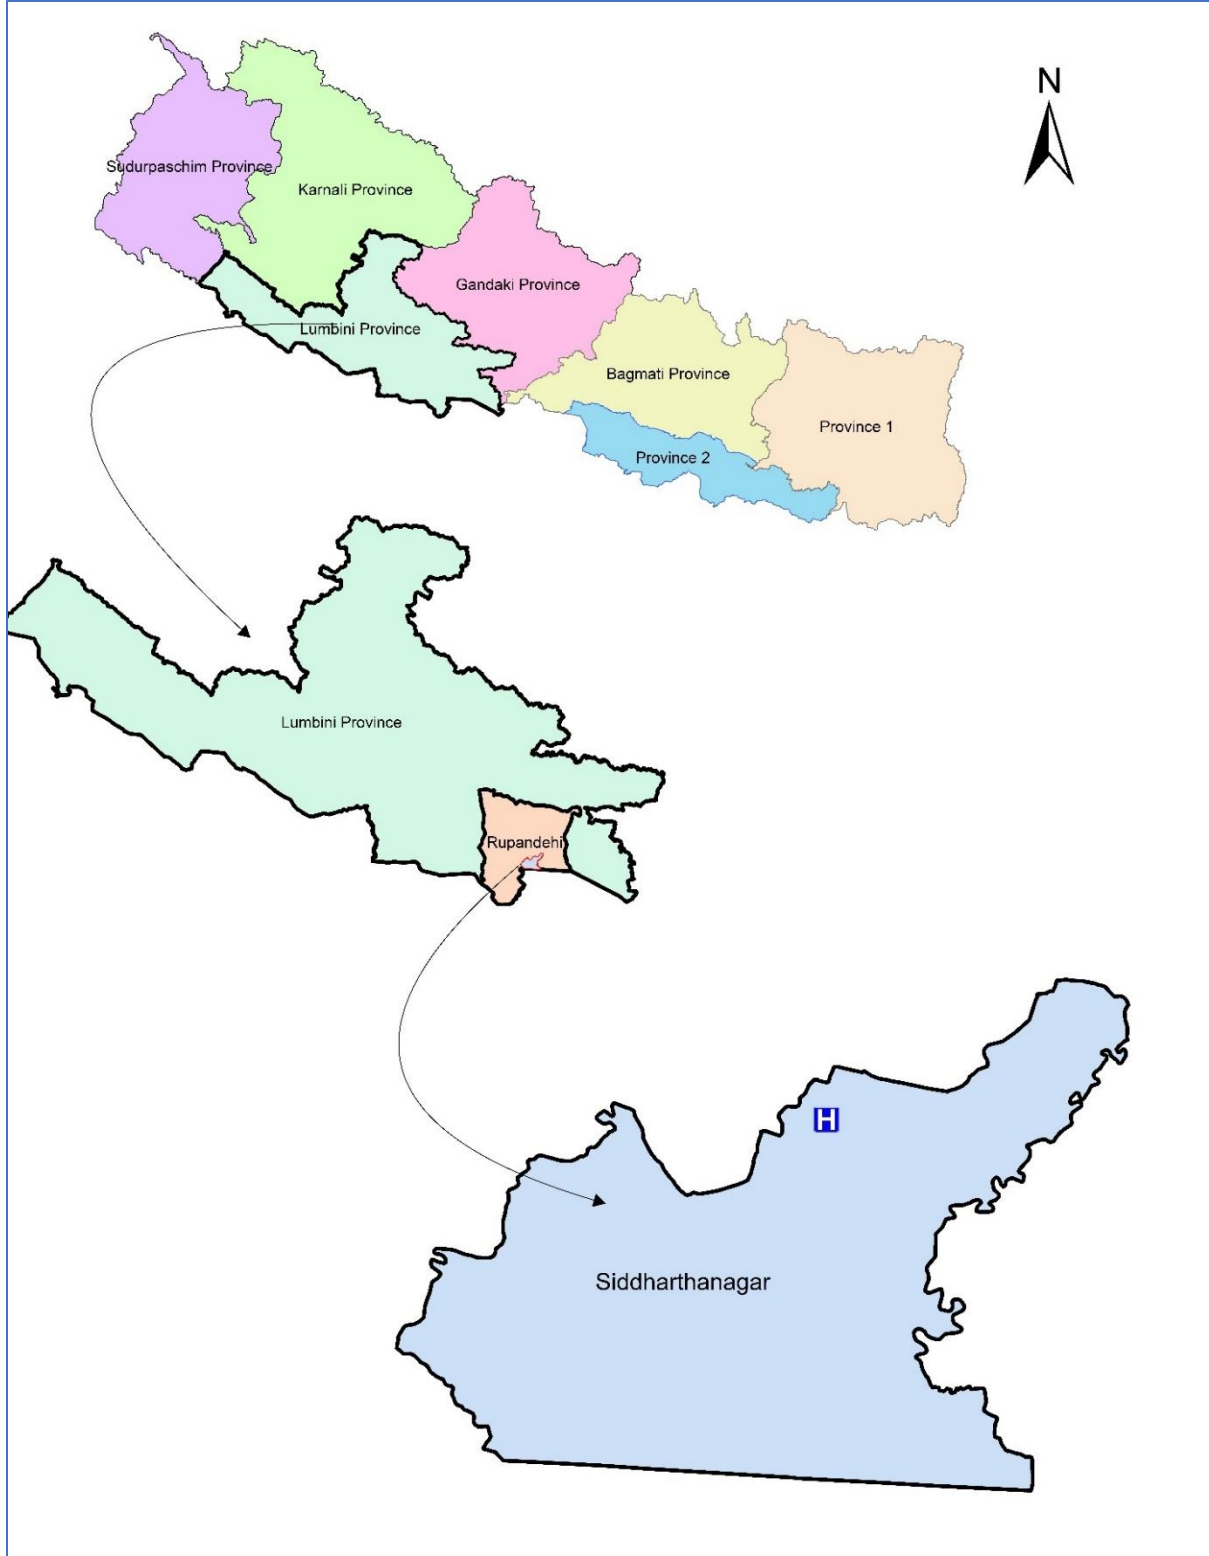 N
Sudurpaschim Province
Karnali Province
Gandaki Province
Lumbini Province
Bagmati Province
Province 1
Province 2
Lumbini Province
Rupandehi
H
Siddharthanagar